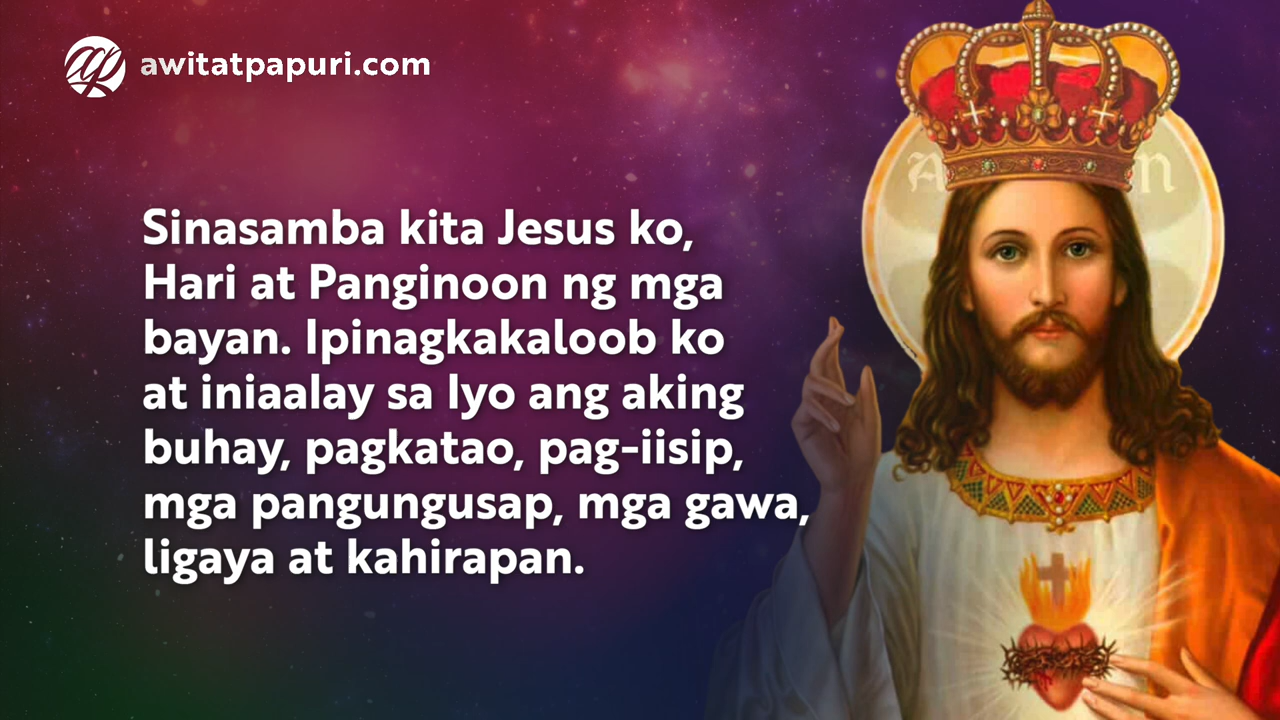 awitatpapuri.com
Sinasamba kita Jesus ko,
Hari at Panginoon ng mga
bayan. Ipinagkakaloob ko
at iniaalay sa Iyo ang aking
buhay, pagkatao, pag-iisip,
mga pangungusap, mga gawa,
ligaya at kahirapan.